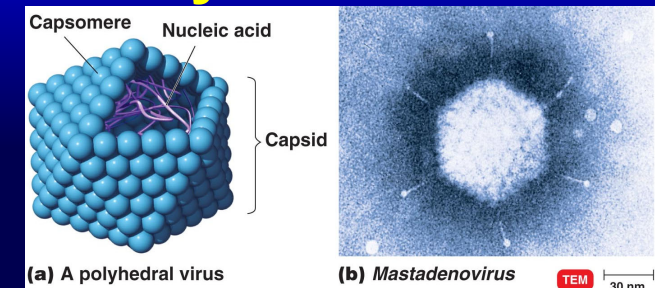 Capsomere
Nucleic acid
Capsid
(a) A polyhedral virus
(b) Mastadenovirus
TEM
30 nm